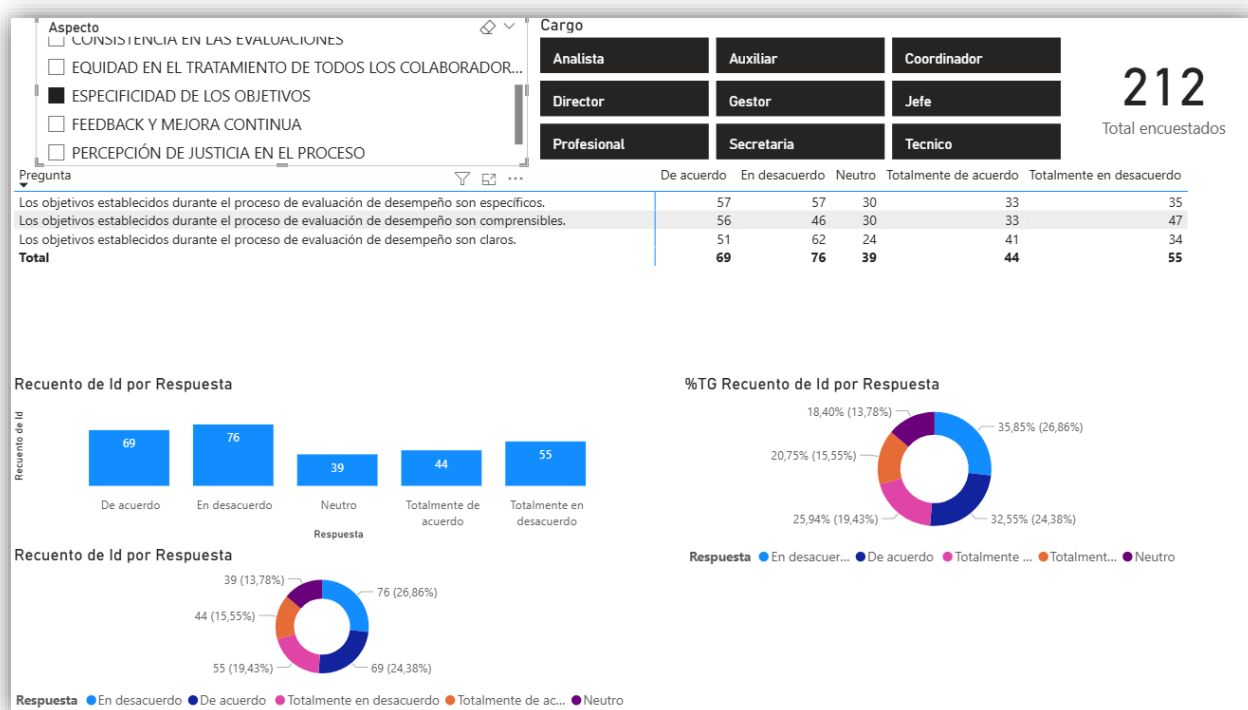 Aspecto
CONSISTENCIA EN LAS EVALUACIONES
EQUIDAD EN EL TRATAMIENTO DE TODOS LOS COLABORADOR...
ESPECIFICIDAD DE LOS OBJETIVOS
FEEDBACK Y MEJORA CONTINUA
PERCEPCIÓN DE JUSTICIA EN EL PROCESO
Cargo
Analista Auxiliar Coordinador
Director Gestor Jefe
Profesional Secretaria Tecnico
212
Total encuestados
Pregunta De acuerdo En desacuerdo Neutro Totalmente de acuerdo Totalmente en desacuerdo
Los objetivos establecidos durante el proceso de evaluación de desempeño son específicos. 57 57 30 33 35
Los objetivos establecidos durante el proceso de evaluación de desempeño son comprensibles. 56 46 30 33 47
Los objetivos establecidos durante el proceso de evaluación de desempeño son claros. 51 62 24 41 34
Total 69 76 39 44 55
Recuento de Id por Respuesta
Recuento de Id
69 76 39 44 55
De acuerdo En desacuerdo Neutro Totalmente de acuerdo Totalmente en desacuerdo
Respuesta
%TG Recuento de Id por Respuesta
18,40% (13,78%)
35,85% (26,86%)
20,75% (15,55%)
25,94% (19,43%)
32,55% (24,38%)
Respuesta En desacuer... De acuerdo Totalmente ... Totalment... Neutro
Recuento de Id por Respuesta
39 (13,78%)
76 (26,86%)
44 (15,55%)
55 (19,43%)
69 (24,38%)
Respuesta En desacuerdo De acuerdo Totalmente en desacuerdo Totalmente de ac... Neutro